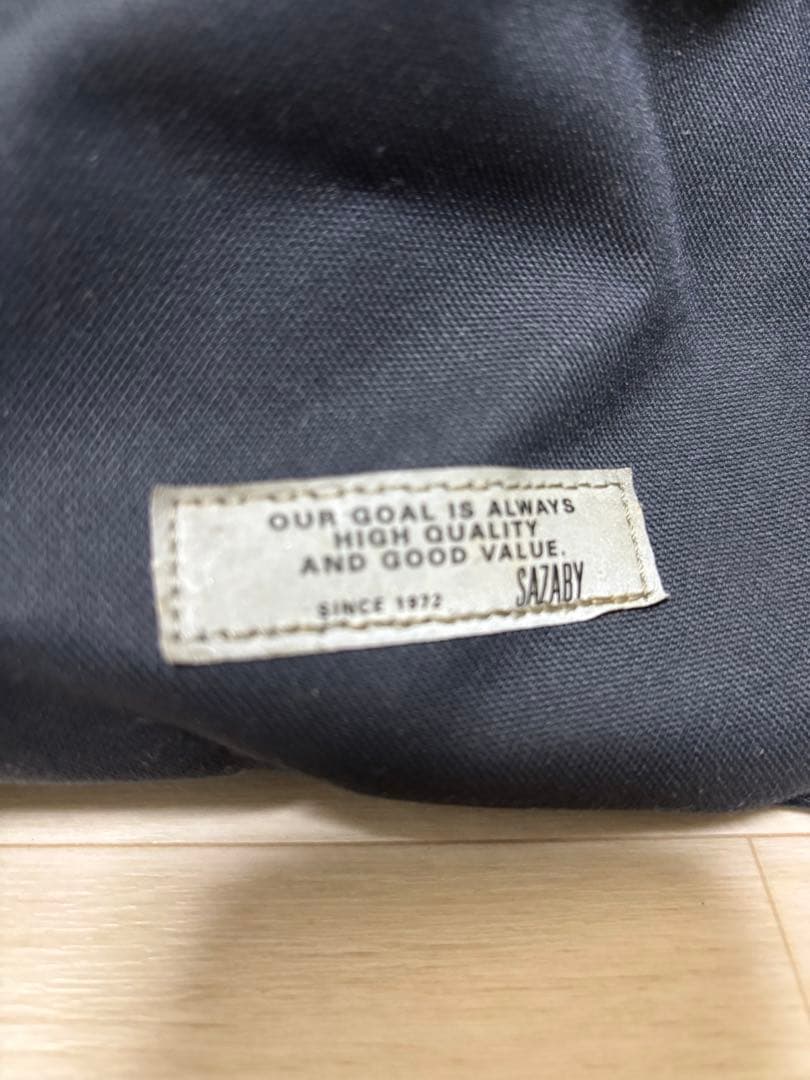 OUR GOAL IS ALWAYS
HIGH QUALITY
AND GOOD VALUE.
SINCE 1972 SAZABY